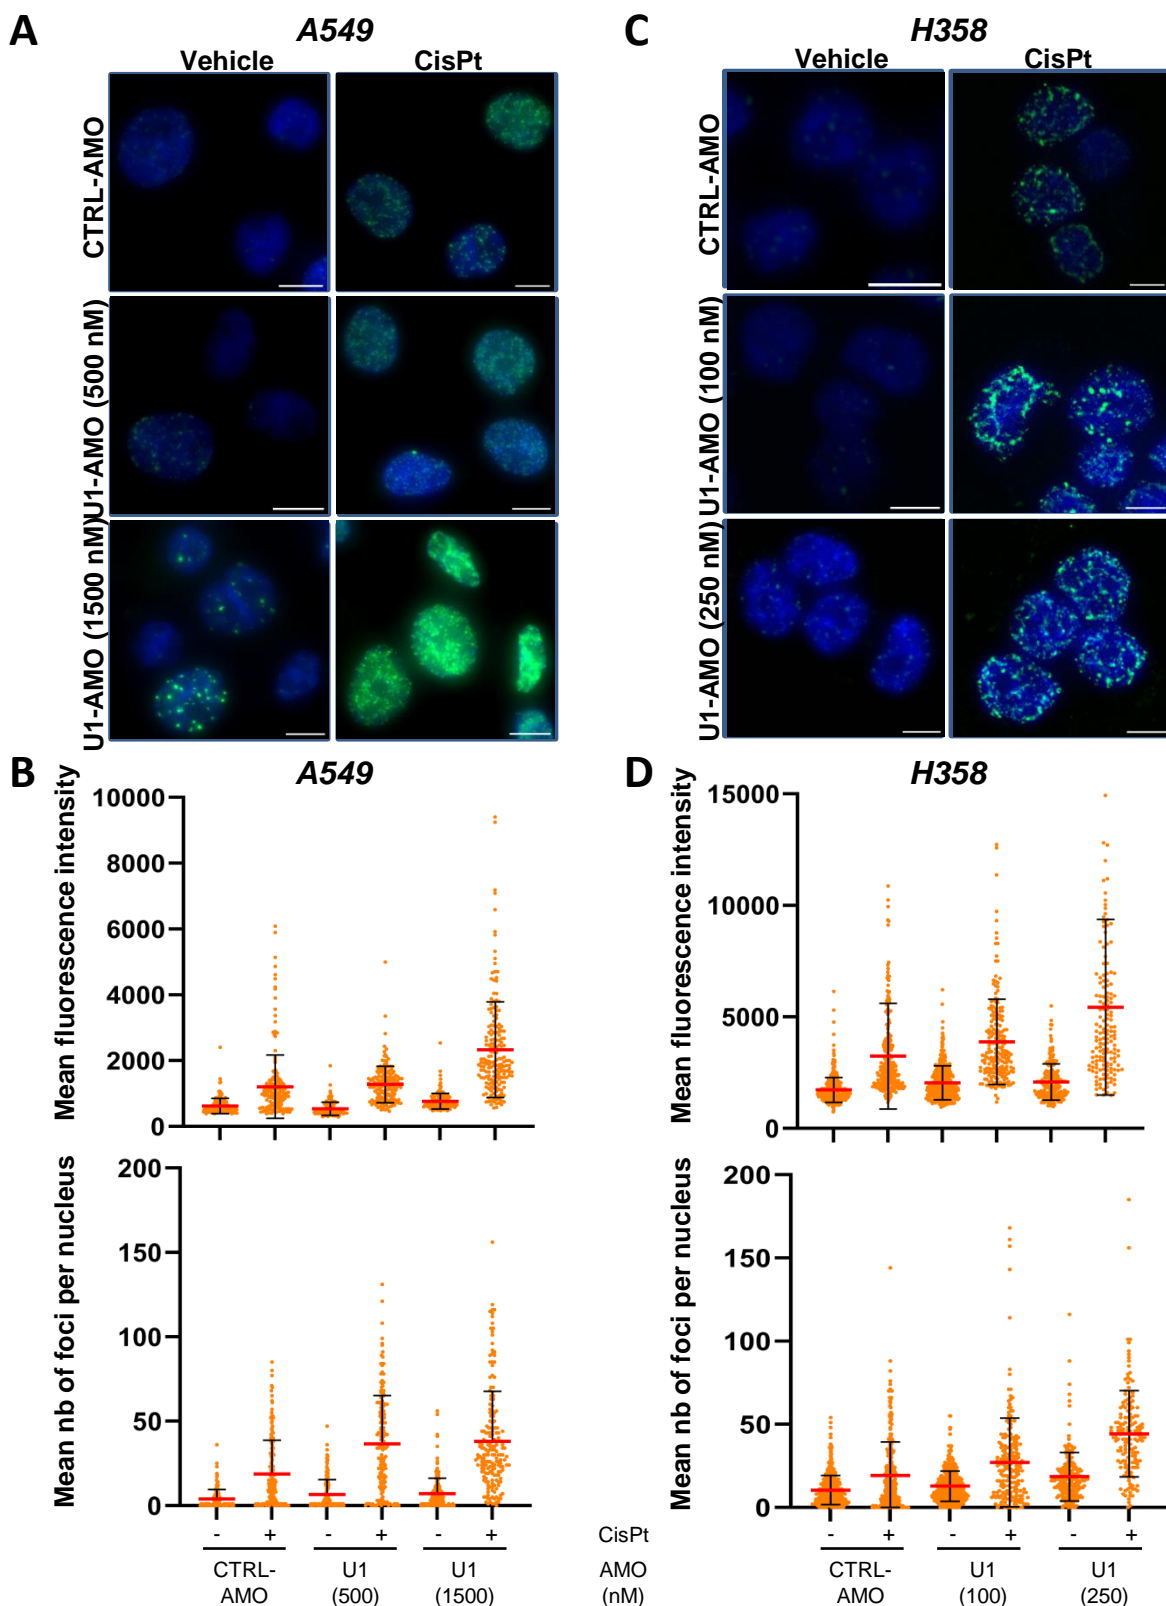 A
A549
Vehicle
CisPt
CTRL-AMO
U1-AMO (500 nM)
U1-AMO (1500 nM)
C
H358
Vehicle
CisPt
CTRL-AMO
U1-AMO (100 nM)
U1-AMO (250 nM)
B
A549
Mean fluorescence intensity
10000
8000
6000
4000
2000
0
Mean nb of foci per nucleus
200
150
100
50
0
- + - + - +
CTRL-AMO
U1 (500)
U1 (1500)
CisPt
AMO
(nM)
D
H358
Mean fluorescence intensity
15000
10000
5000
0
Mean nb of foci per nucleus
200
150
100
50
0
- + - + - +
CTRL-AMO
U1 (100)
U1 (250)